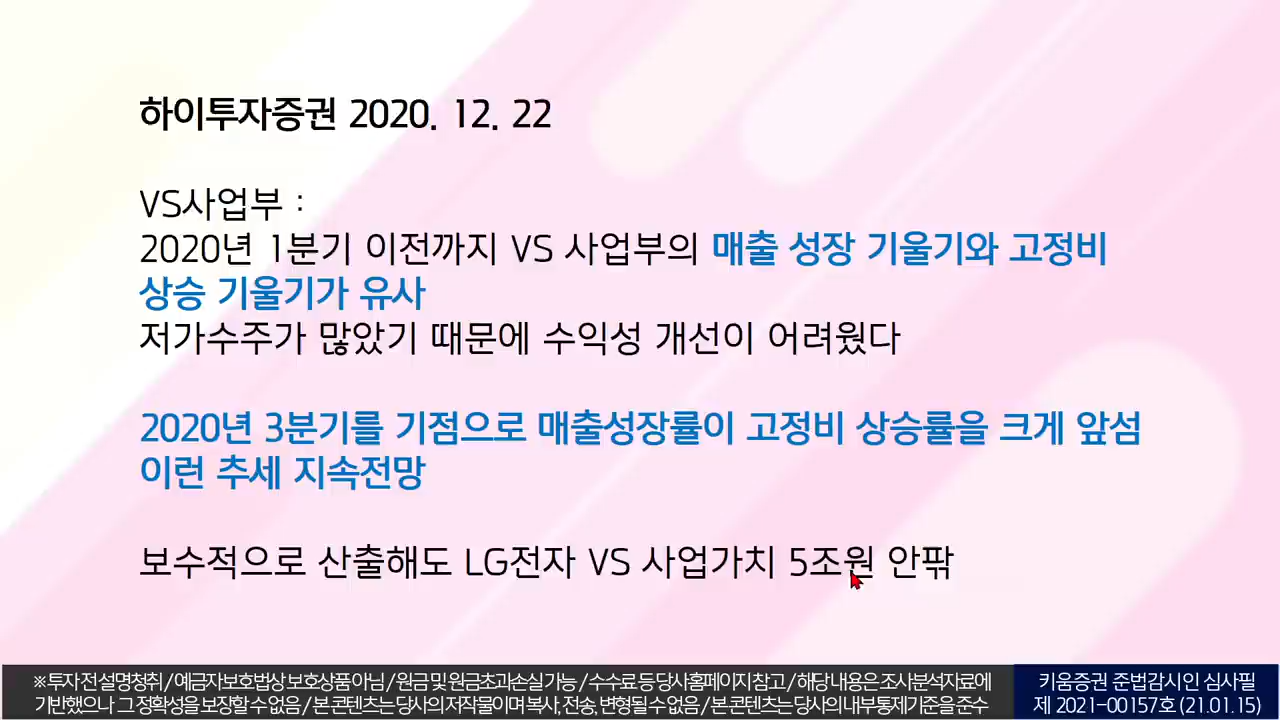 하이투자증권 2020. 12. 22
VS사업부 :
2020년 1분기 이전까지 VS 사업부의 매출 성장 기울기와 고정비
상승 기울기가 유사
저가수주가 많았기 때문에 수익성 개선이 어려웠다
2020년 3분기를 기점으로 매출성장률이 고정비 상승률을 크게 앞섬
이런 추세 지속전망
보수적으로 산출해도 LG전자 VS 사업가치 5조원 안팎
※ 투자 전 설명청취 / 예금자보호법상 보호상품 아님 / 원금 및 원금초과손실 가능 / 수수료 등 당사홈페이지 참고 / 해당 내용은 조사분석자료에
기반했으나 그 정확성을 보장할 수 없음 / 본 콘텐츠는 당사의 저작물이며 복사, 전송, 변형될 수 없음 / 본 콘텐츠는 당사의 내부통제기준을 준수
키움증권 준법감시인 심사필
제 2021-00157호 (21.01.15)